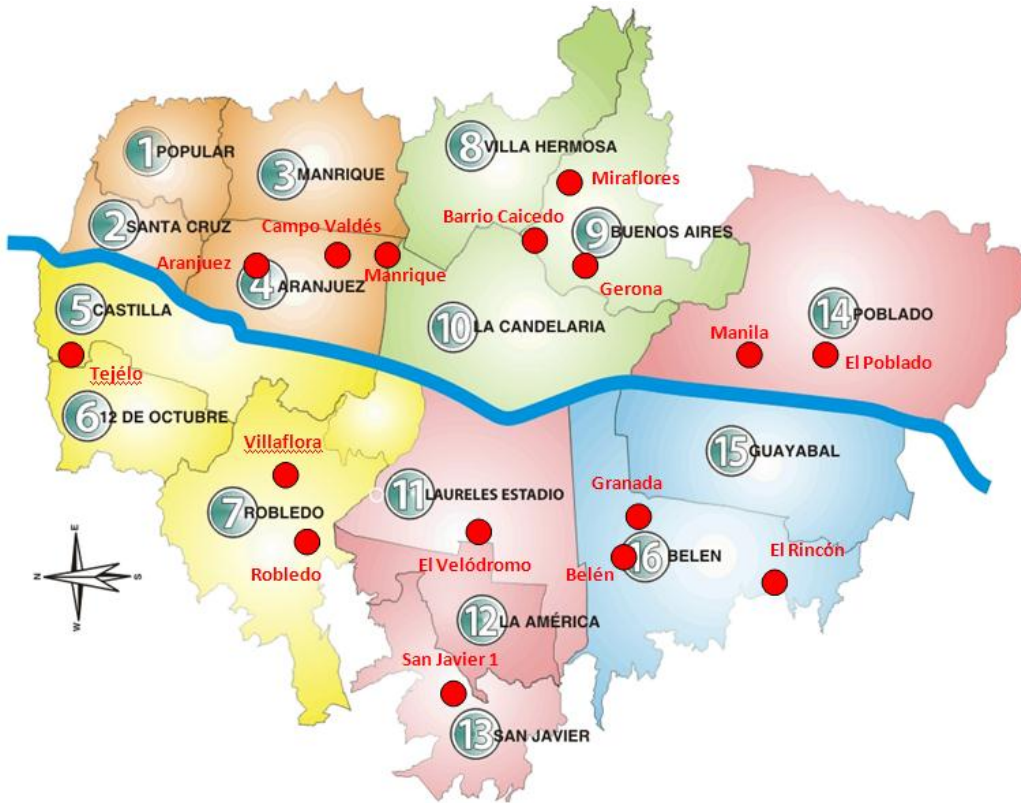 1 POPULAR
3 MANRIQUE
8 VILLA HERMOSA
Miraflores
2 SANTA CRUZ
Campo Valdés
Barrio Caicedo
9 BUENOS AIRES
Aranjuez
4 ARANJUEZ
Manrique
Gerona
5 CASTILLA
10 LA CANDELARIA
14 POBLADO
Manila
El Poblado
Tejélo
6 12 DE OCTUBRE
Villaflora
15 GUAYABAL
7 ROBLEDO
11 LAURELES ESTADIO
Granada
Robledo
El Velódromo
Belén
16 BELEN
El Rincón
N
E
S
W
12 LA AMÉRICA
San Javier 1
13 SAN JAVIER